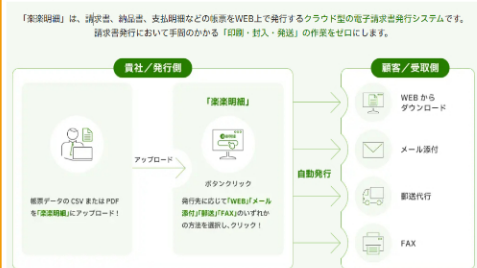 「楽楽明細」は、請求書、納品書、支払明細などの帳票をWEB上で発行するクラウド型の電子請求書発行システムです。
請求書発行において手間のかかる「印刷・封入・発送」の作業をゼロにします。
貴社／発行側
顧客／受取側
「楽楽明細」
アップロード
ボタンクリック
帳票データの CSV または PDF
を「楽楽明細」にアップロード！
発行先に応じて「WEB」「メール
添付」「郵送」「FAX」のいずれか
の方法を選択し、クリック！
自動発行
WEB から
ダウンロード
メール添付
郵送代行
FAX